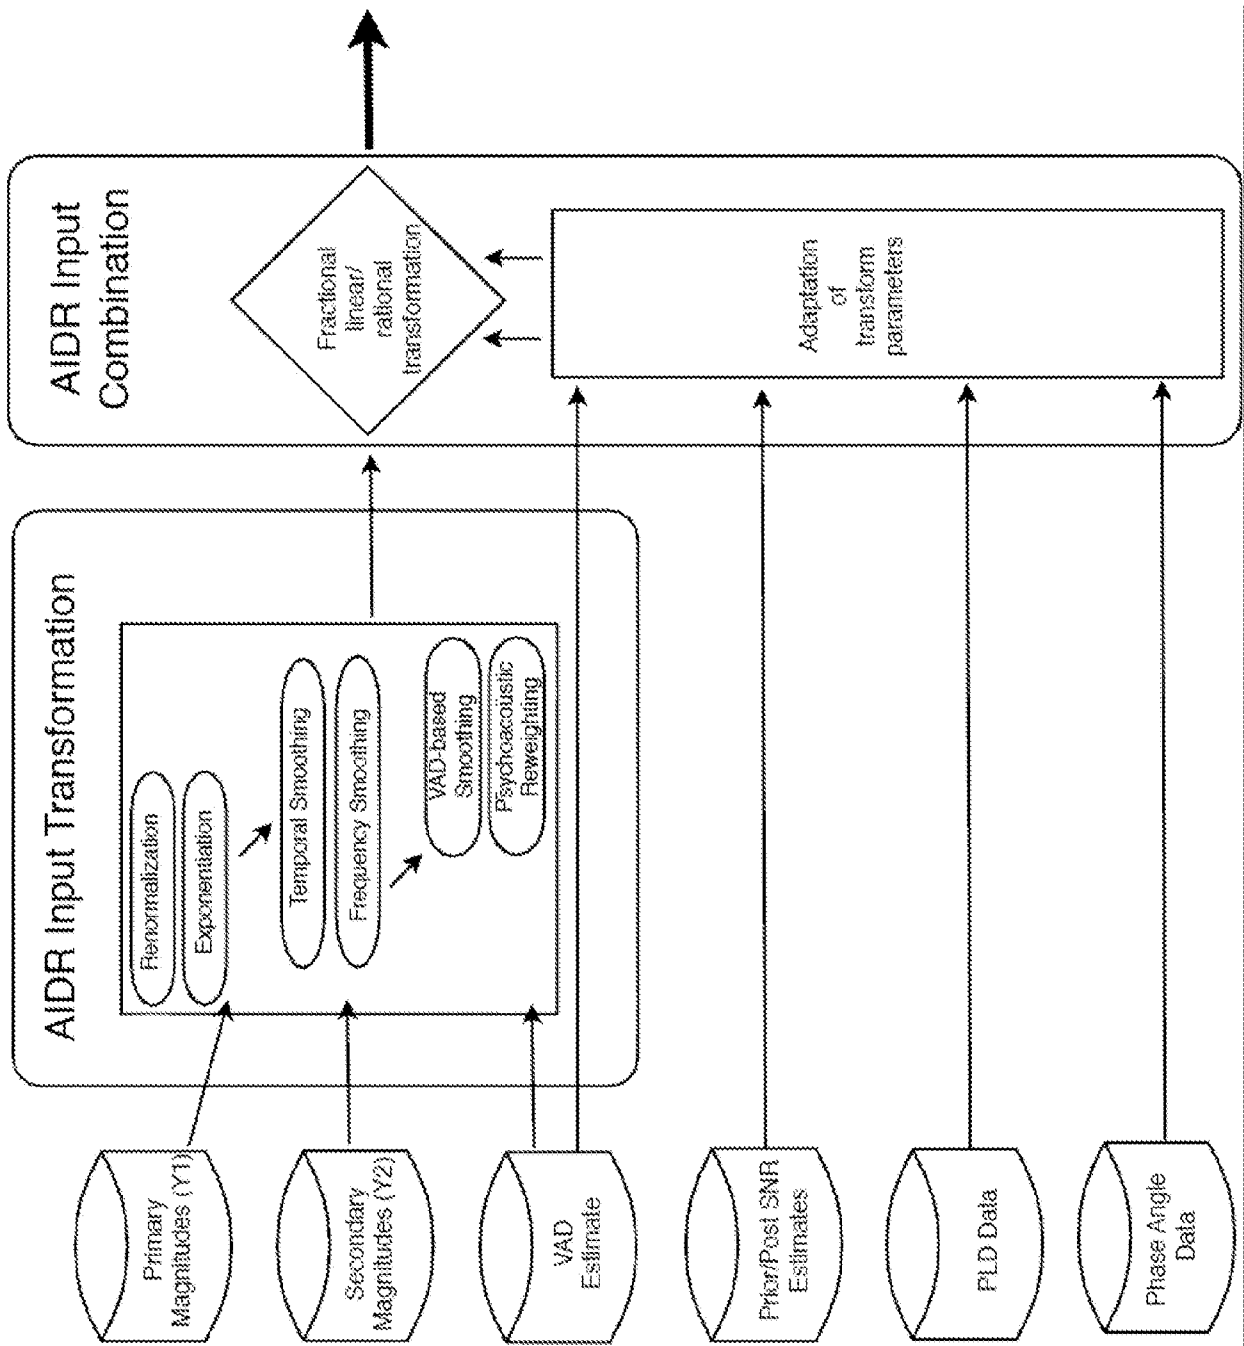 AIDR Input Transformation
Renormalization
Exponentiation
Temporal Smoothing
Frequency Smoothing
VAD-based
Smoothing
Psychoacoustic
Reweighting
AIDR Input
Combination
Fractional
linear/
rational
transformation
Adaptation
of
transform
parameters
Primary
Magnitudes (Y1)
Secondary
Magnitudes (Y2)
VAD
Estimate
Prior/Post SNR
Estimates
PLD Data
Phase Angle
Data